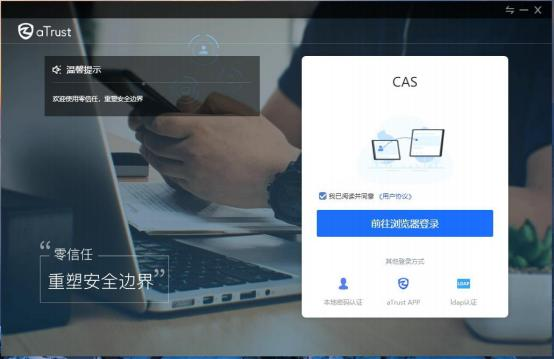 aTrust
温馨提示
欢迎使用零信任，重塑安全边界
“零信任
重塑安全边界”
CAS
我已阅读并同意 《用户协议》
前往浏览器登录
其他登录方式
LDAP
本地密码认证 aTrust APP ldap认证